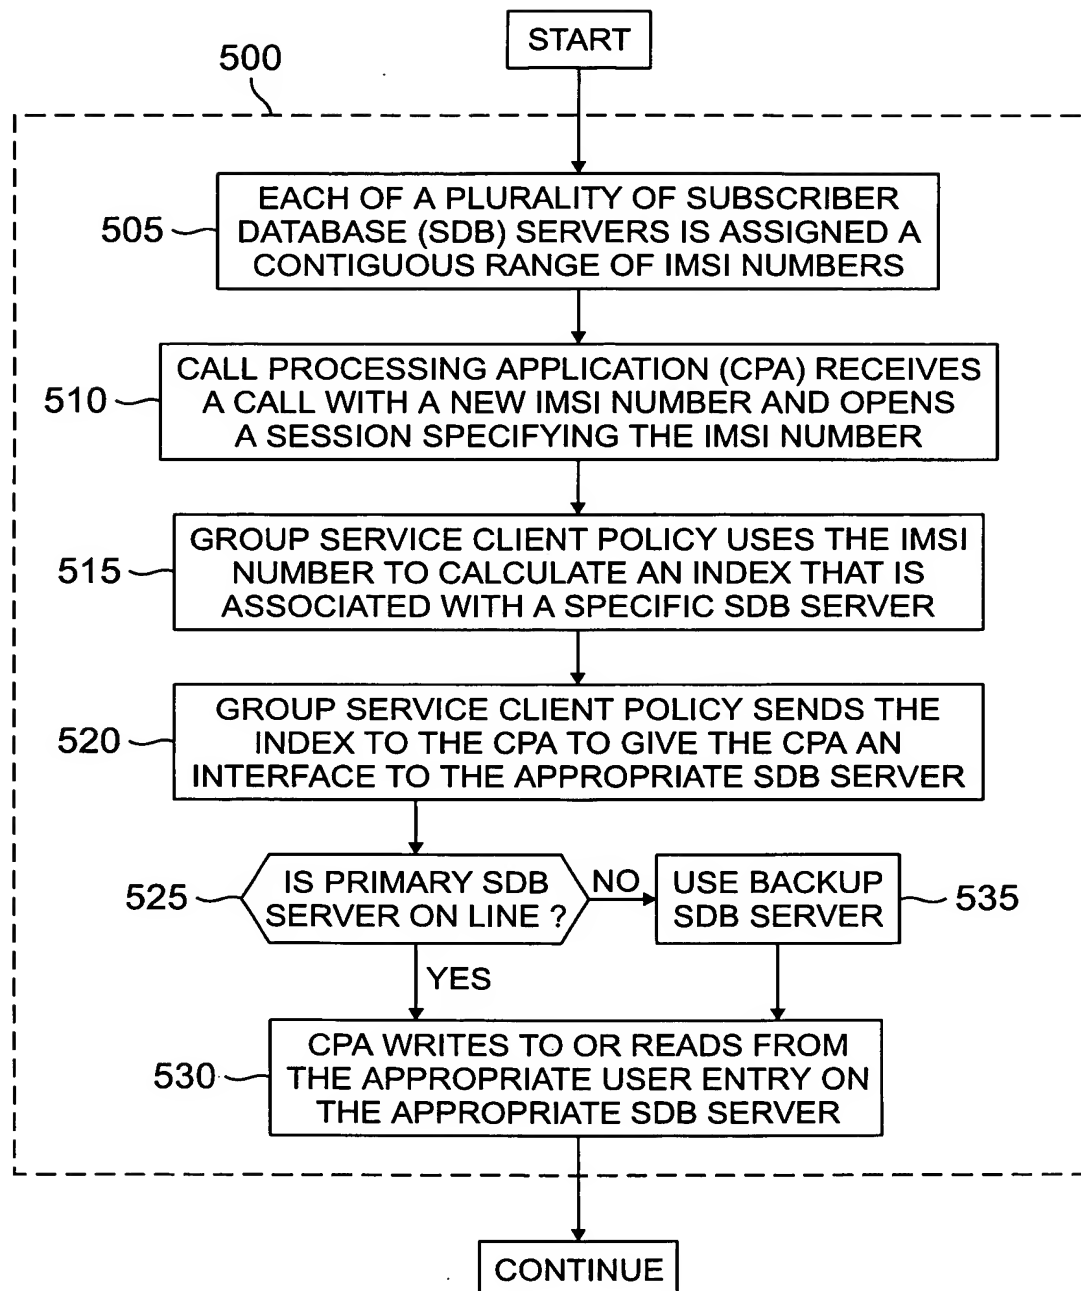 START
500
EACH OF A PLURALITY OF SUBSCRIBER
DATABASE (SDB) SERVERS IS ASSIGNED A
CONTIGUOUS RANGE OF IMSI NUMBERS
505
CALL PROCESSING APPLICATION (CPA) RECEIVES
A CALL WITH A NEW IMSI NUMBER AND OPENS
A SESSION SPECIFYING THE IMSI NUMBER
510
GROUP SERVICE CLIENT POLICY USES THE IMSI
NUMBER TO CALCULATE AN INDEX THAT IS
ASSOCIATED WITH A SPECIFIC SDB SERVER
515
GROUP SERVICE CLIENT POLICY SENDS THE
INDEX TO THE CPA TO GIVE THE CPA AN
INTERFACE TO THE APPROPRIATE SDB SERVER
520
IS PRIMARY SDB
SERVER ON LINE ?
525
NO
USE BACKUP
SDB SERVER
535
YES
CPA WRITES TO OR READS FROM
THE APPROPRIATE USER ENTRY ON
THE APPROPRIATE SDB SERVER
530
CONTINUE